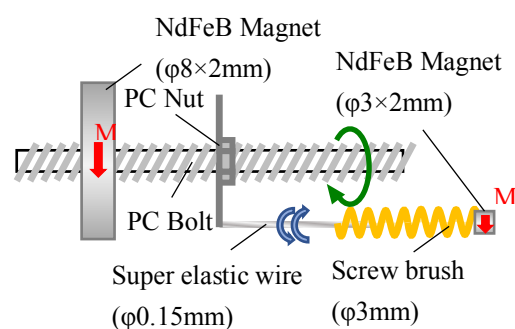 NdFeB Magnet
(φ8×2mm)
PC Nut
NdFeB Magnet
(φ3×2mm)
M
M
PC Bolt
Super elastic wire
(φ0.15mm)
Screw brush
(φ3mm)